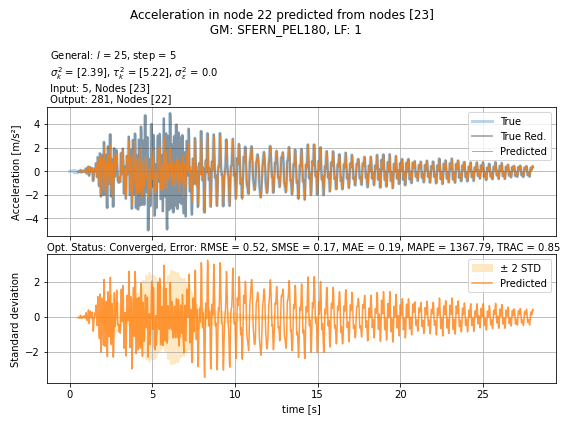 Acceleration in node 22 predicted from nodes [23]
GM: SFERN_PEL180, LF: 1
General: l = 25, step = 5
σ²ₖ = [2.39], τ²ₖ = [5.22], σ²ₑ = 0.0
Input: 5, Nodes [23]
Output: 281, Nodes [22]
Acceleration [m/s²]
4
2
0
−2
−4
True
True Red.
Predicted
Opt. Status: Converged, Error: RMSE = 0.52, SMSE = 0.17, MAE = 0.19, MAPE = 1367.79, TRAC = 0.85
Standard deviation
2
0
−2
± 2 STD
Predicted
0 5 10 15 20 25
time [s]